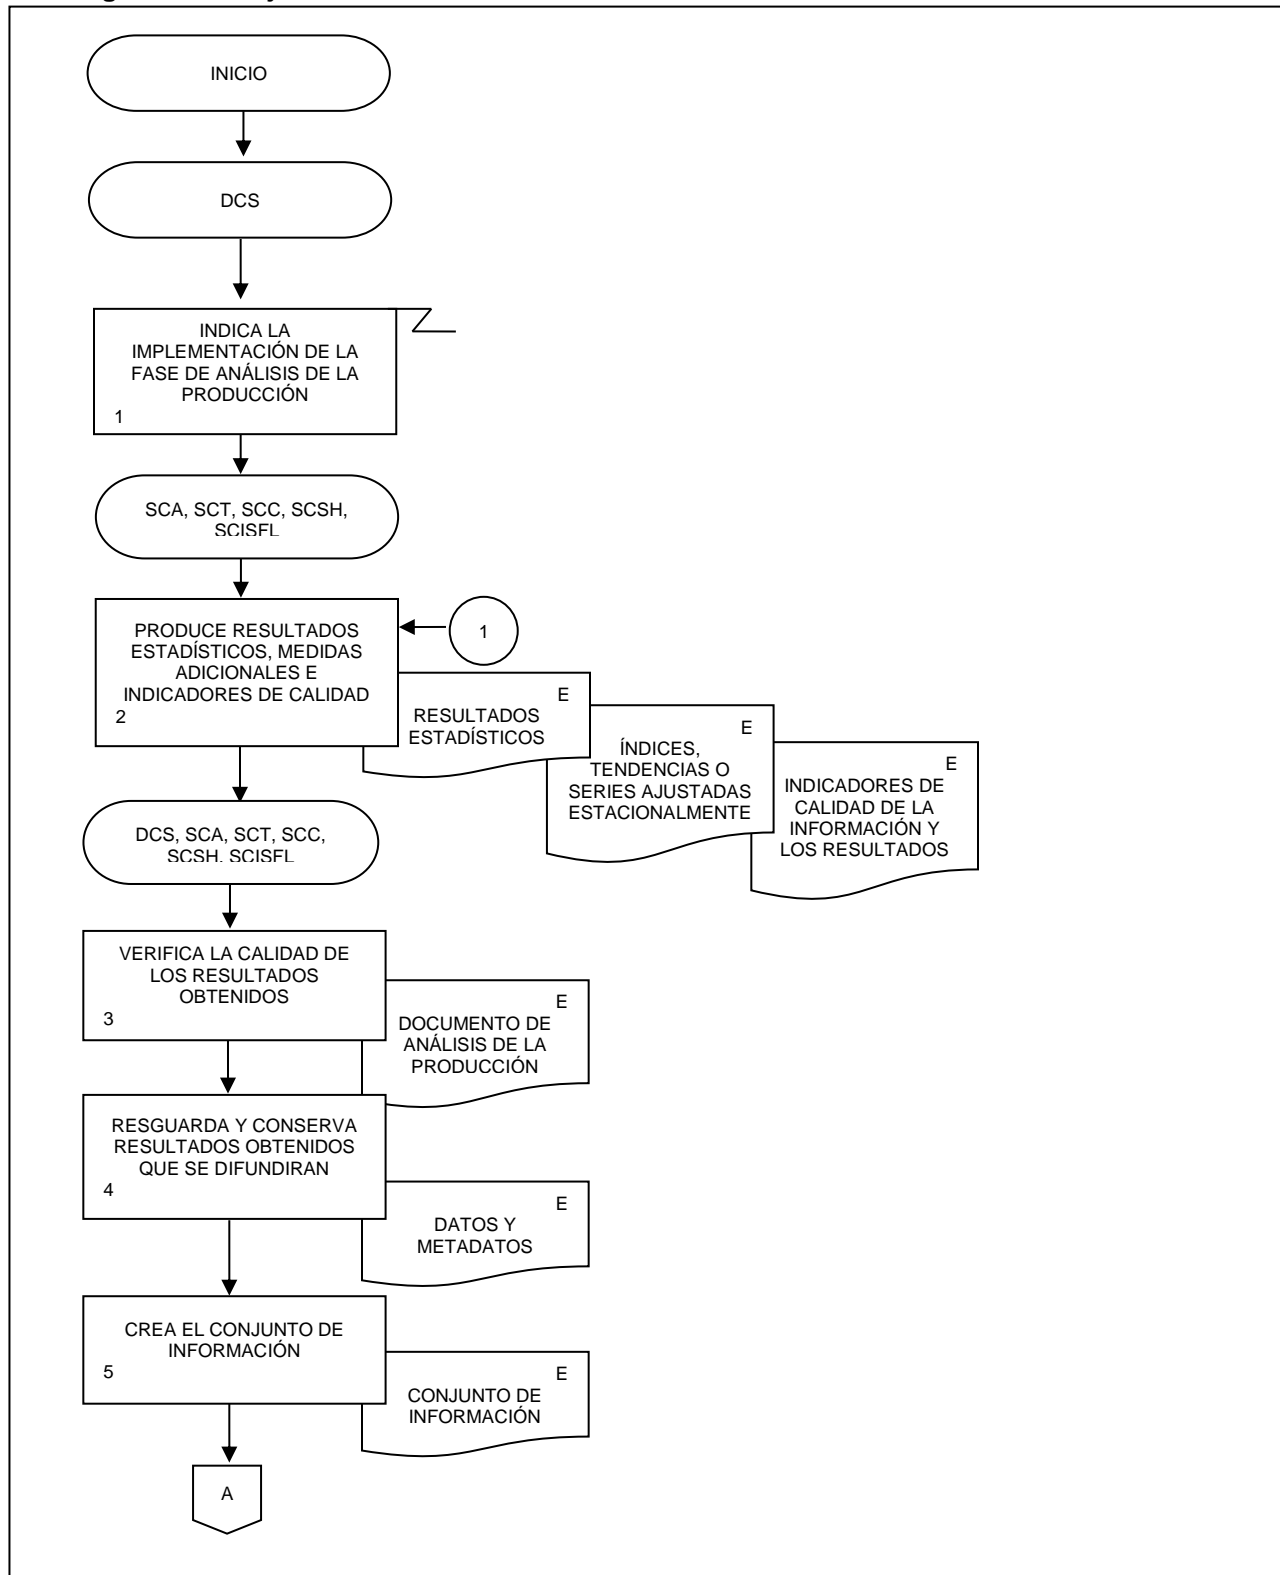 INICIO
DCS
INDICA LA
IMPLEMENTACIÓN DE LA
FASE DE ANÁLISIS DE LA
PRODUCCIÓN
1
SCA, SCT, SCC, SCSH,
SCISFL
PRODUCE RESULTADOS
ESTADÍSTICOS, MEDIDAS
ADICIONALES E
INDICADORES DE CALIDAD
2
1
E
RESULTADOS
ESTADÍSTICOS
E
ÍNDICES,
TENDENCIAS O
SERIES AJUSTADAS
ESTACIONALMENTE
E
INDICADORES DE
CALIDAD DE LA
INFORMACIÓN Y
LOS RESULTADOS
DCS, SCA, SCT, SCC,
SCSH, SCISFL
VERIFICA LA CALIDAD DE
LOS RESULTADOS
OBTENIDOS
3
E
DOCUMENTO DE
ANÁLISIS DE LA
PRODUCCIÓN
RESGUARDA Y CONSERVA
RESULTADOS OBTENIDOS
QUE SE DIFUNDIRAN
4
E
DATOS Y
METADATOS
CREA EL CONJUNTO DE
INFORMACIÓN
5
E
CONJUNTO DE
INFORMACIÓN
A